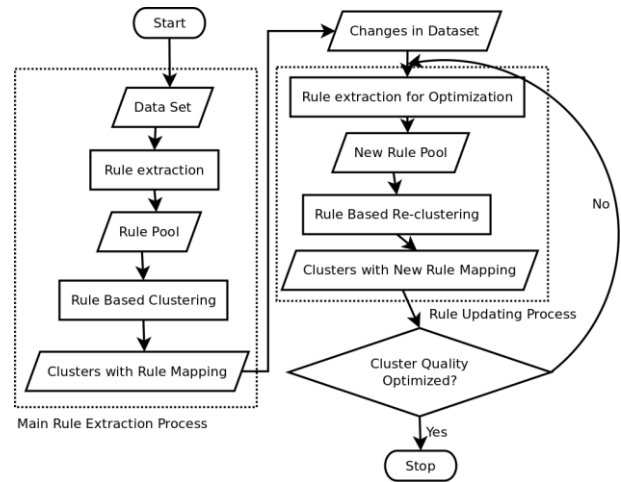 Start
Data Set
Rule extraction
Rule Pool
Rule Based Clustering
Clusters with Rule Mapping
Main Rule Extraction Process
Changes in Dataset
Rule extraction for Optimization
New Rule Pool
Rule Based Re-clustering
Clusters with New Rule Mapping
Rule Updating Process
Cluster Quality
Optimized?
No
Yes
Stop